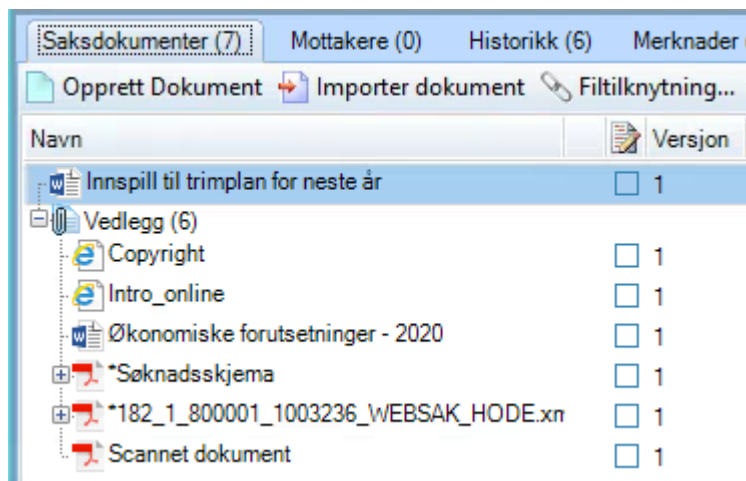 Saksdokumenter (7) Mottakere (0) Historikk (6) Merknader
Opprett Dokument Importer dokument Filtilknytning...
Navn Versjon
Innspill til trimplan for neste år 1
Vedlegg (6)
Copyright 1
Intro_online 1
Økonomiske forutsetninger - 2020 1
*Søknadsskjema 1
*182_1_800001_1003236_WEBSAK_HODE.xm 1
Scannet dokument 1